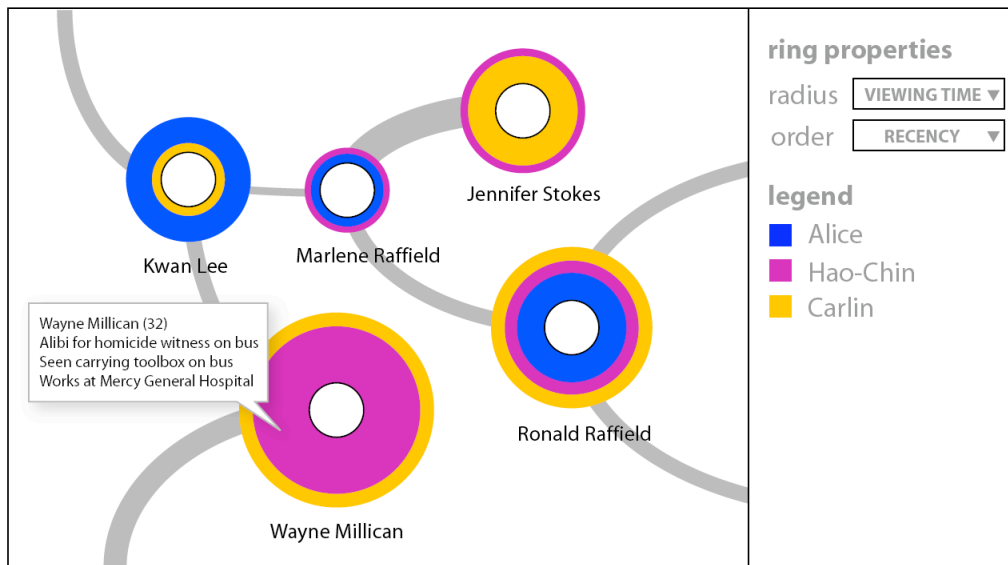 Jennifer Stokes
Kwan Lee
Marlene Raffield
Wayne Millican (32)
Alibi for homicide witness on bus
Seen carrying toolbox on bus
Works at Mercy General Hospital
Ronald Raffield
Wayne Millican
ring properties
radius VIEWING TIME ▼
order RECENCY ▼
legend
Alice
Hao-Chin
Carlin